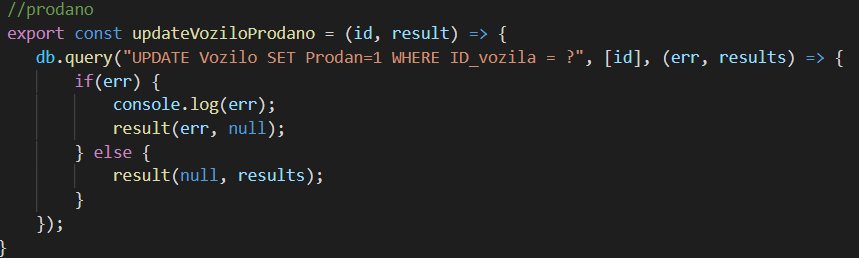 //prodano
export const updateVoziloProdano = (id, result) => {
db.query("UPDATE Vozilo SET Prodan=1 WHERE ID_vozila = ?", [id], (err, results) => {
if(err) {
console.log(err);
result(err, null);
} else {
result(null, results);
}
});
}